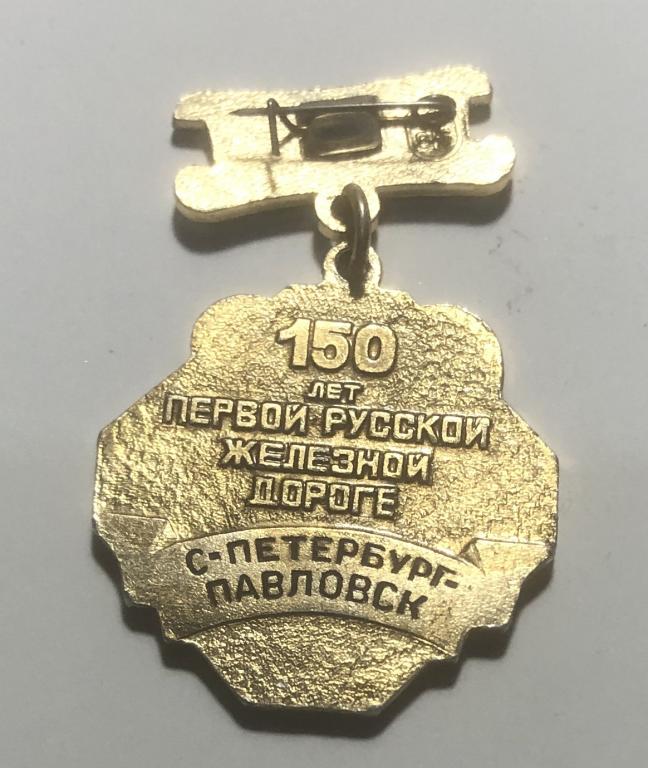 150
ЛЕТ
ПЕРВОЙ РУССКОЙ
ЖЕЛЕЗНОЙ
ДОРОГЕ
С-ПЕТЕРБУРГ-
ПАВЛОВСК